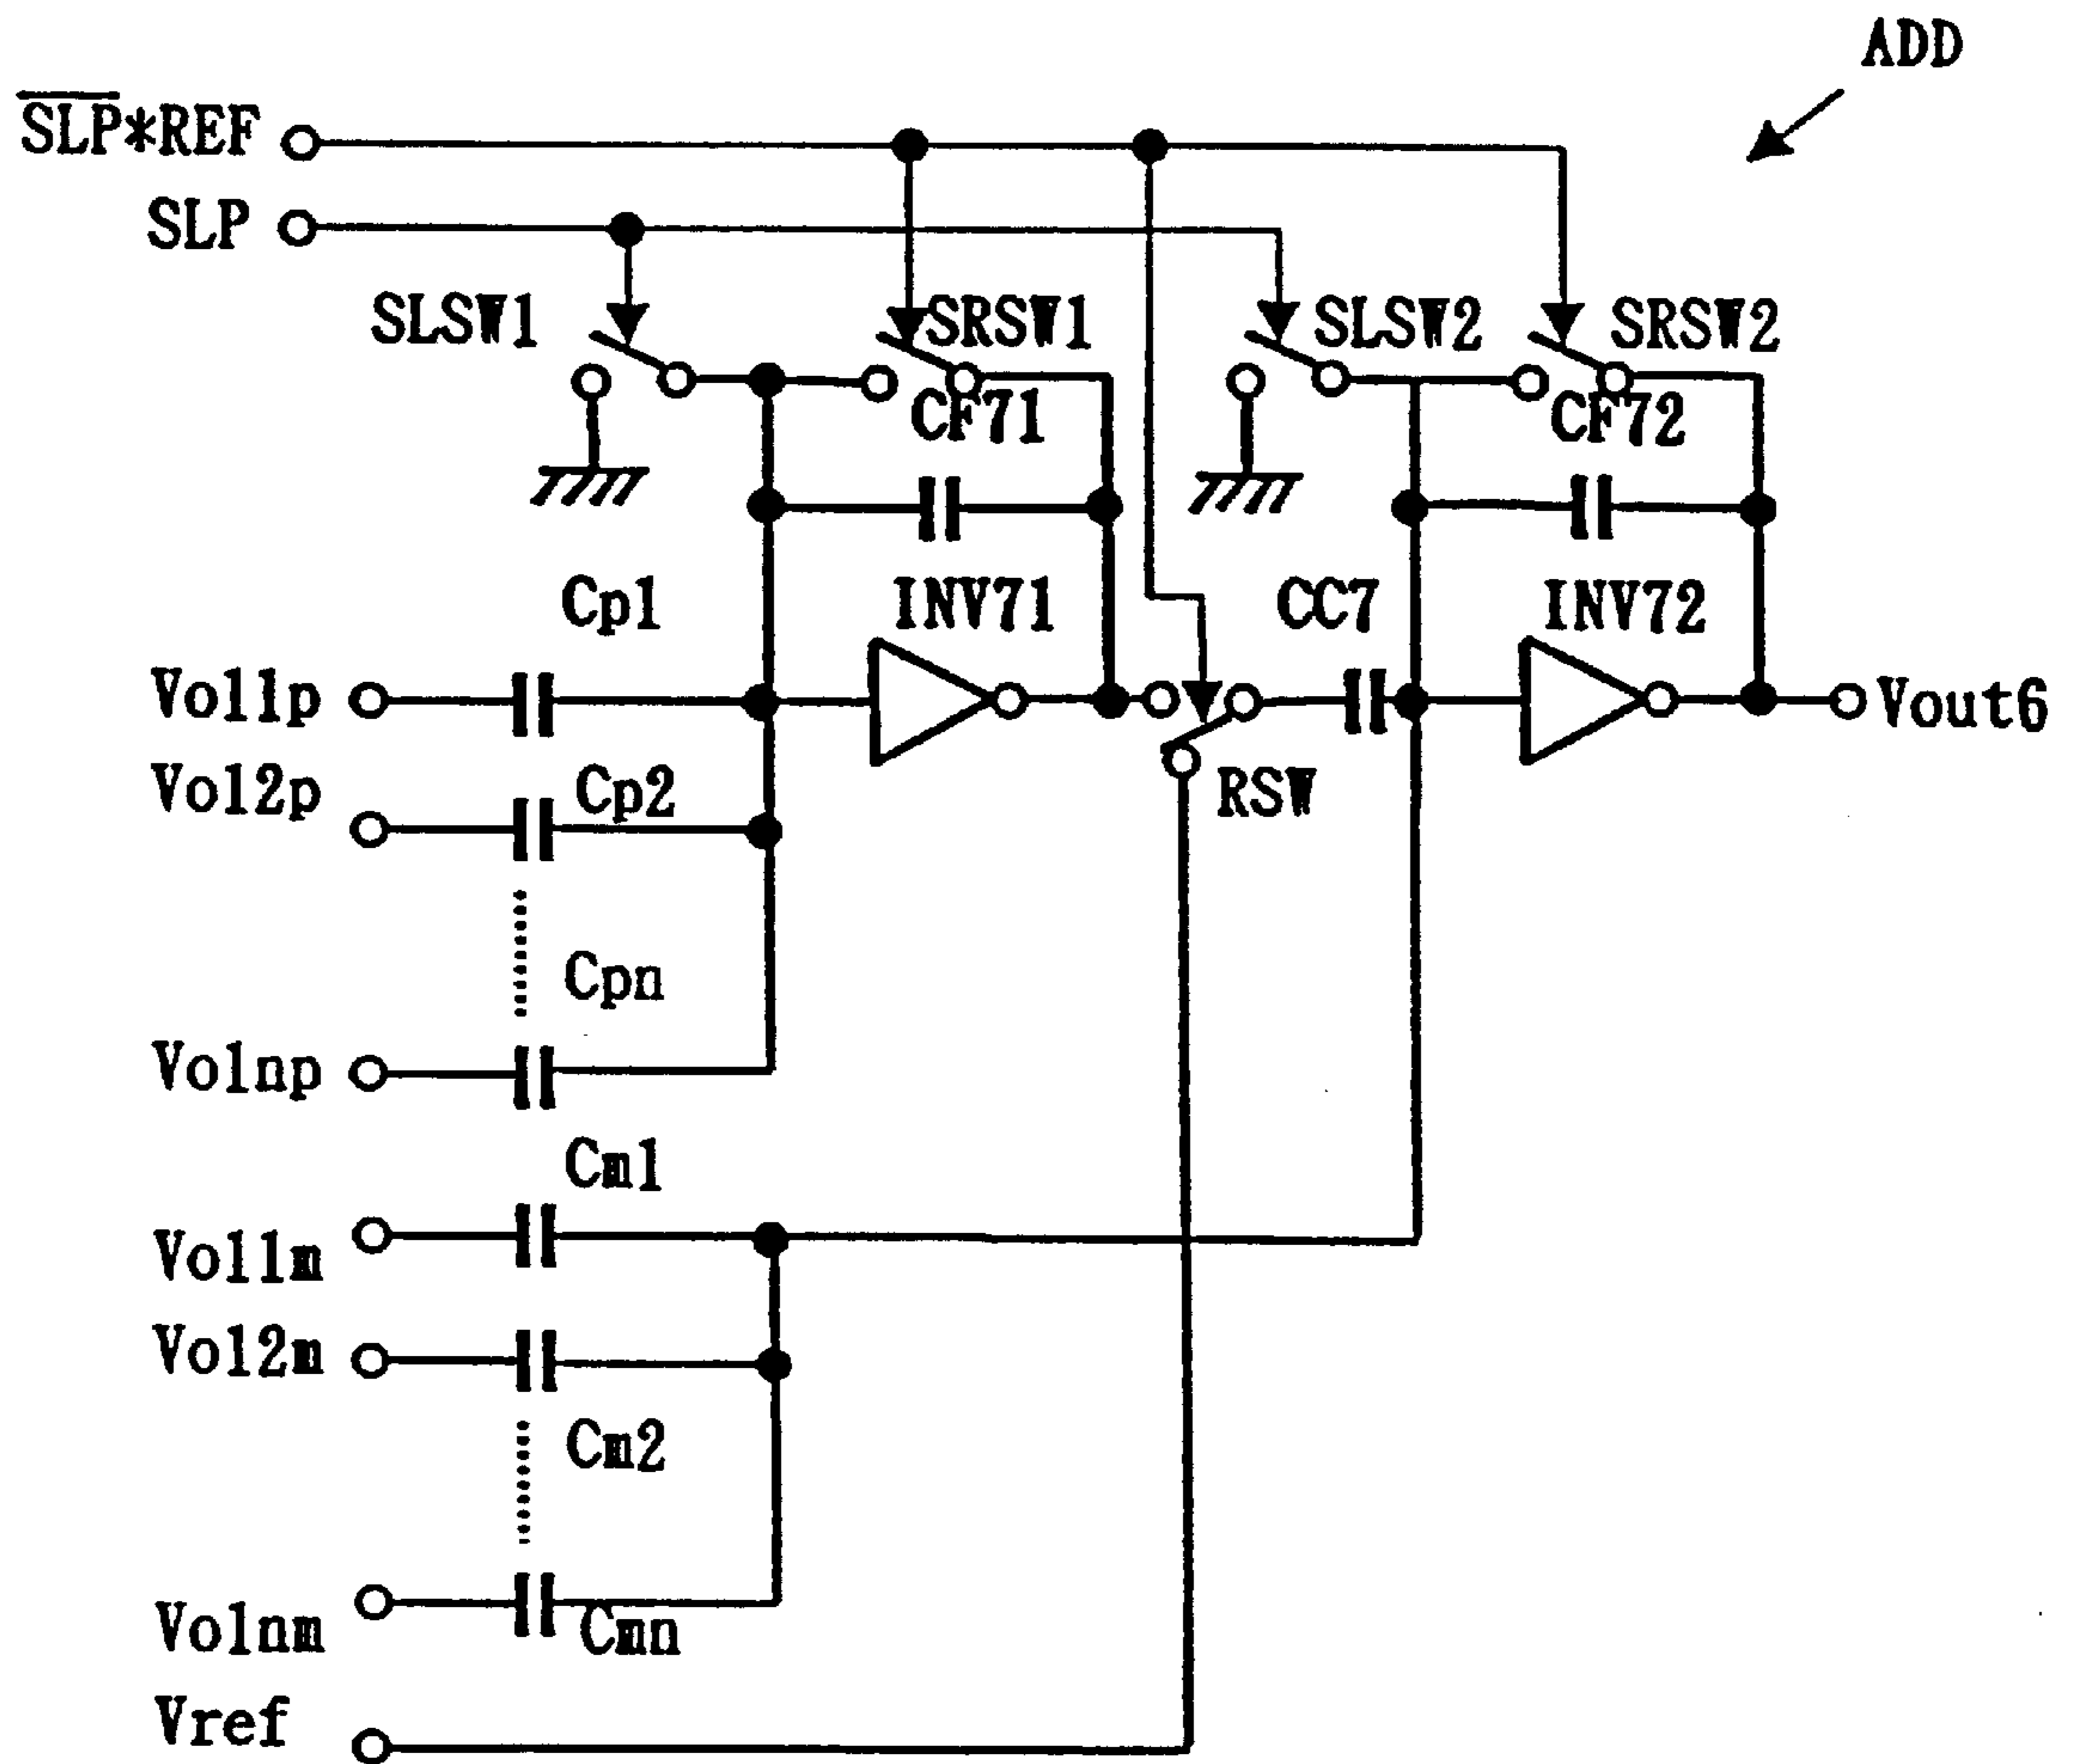 ADD
S̅L̅P̅*REF
SLP
SLSW1
SRSW1
SLSW2
SRSW2
CF71
CF72
Cp1
INV71
CC7
INV72
Vo11p
Vout6
Vo12p
Cp2
RSW
Cpn
Vo1np
Cm1
Vo11m
Vo12m
Cm2
Vo1nm
Cmn
Vref